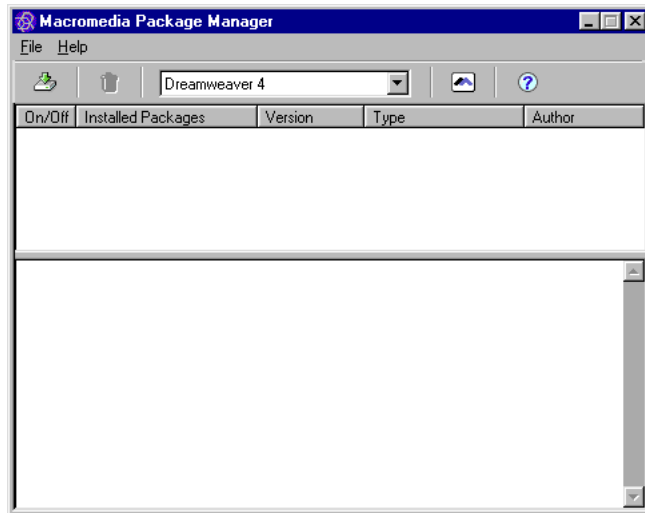 Macromedia Package Manager
File Help
Dreamweaver 4
On/Off Installed Packages Version Type Author